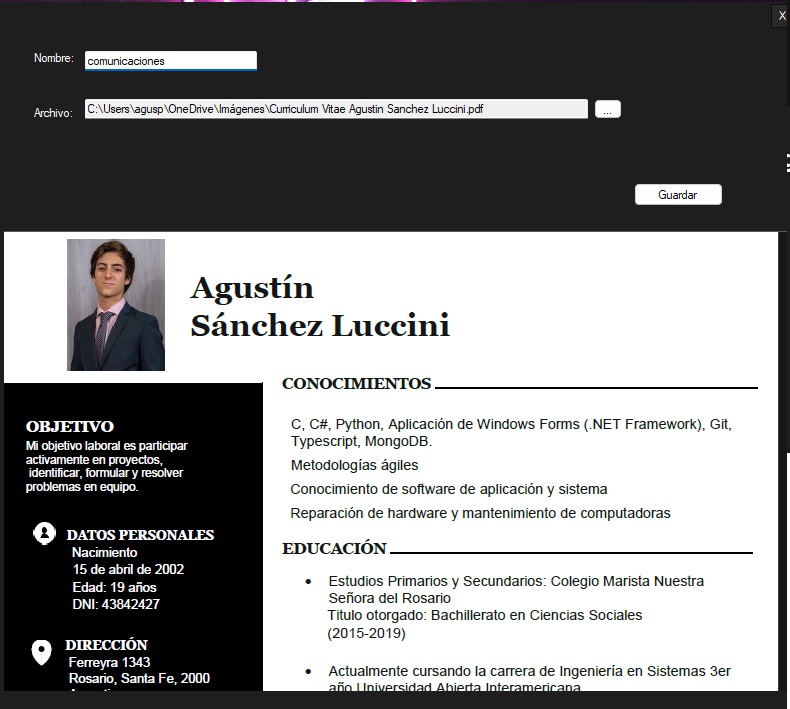 X
Nombre: comunicaciones
Archivo: C:\Users\agusp\OneDrive\Imágenes\Curriculum Vitae Agustin Sanchez Luccini.pdf ...
Guardar
Agustín
Sánchez Luccini
CONOCIMIENTOS
C, C#, Python, Aplicación de Windows Forms (.NET Framework), Git,
Typescript, MongoDB.
Metodologías ágiles
Conocimiento de software de aplicación y sistema
Reparación de hardware y mantenimiento de computadoras
EDUCACIÓN
• Estudios Primarios y Secundarios: Colegio Marista Nuestra
Señora del Rosario
Titulo otorgado: Bachillerato en Ciencias Sociales
(2015-2019)
• Actualmente cursando la carrera de Ingeniería en Sistemas 3er
año Universidad Abierta Interamericana
OBJETIVO
Mi objetivo laboral es participar
activamente en proyectos,
identificar, formular y resolver
problemas en equipo.
DATOS PERSONALES
Nacimiento
15 de abril de 2002
Edad: 19 años
DNI: 43842427
DIRECCIÓN
Ferreyra 1343
Rosario, Santa Fe, 2000